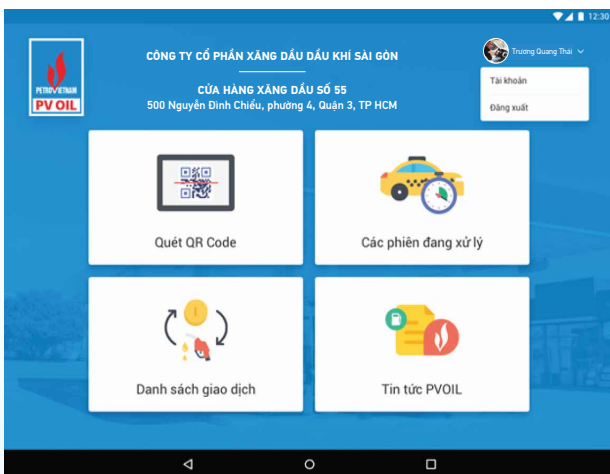 12:30
PETROVIETNAM
PV OIL
CÔNG TY CỔ PHẦN XĂNG DẦU DẦU KHÍ SÀI GÒN
CỬA HÀNG XĂNG DẦU SỐ 55
500 Nguyễn Đình Chiểu, phường 4, Quận 3, TP HCM
Trương Quang Thái
Tài khoản
Đăng xuất
Quét QR Code
Các phiên đang xử lý
Danh sách giao dịch
Tin tức PVOIL